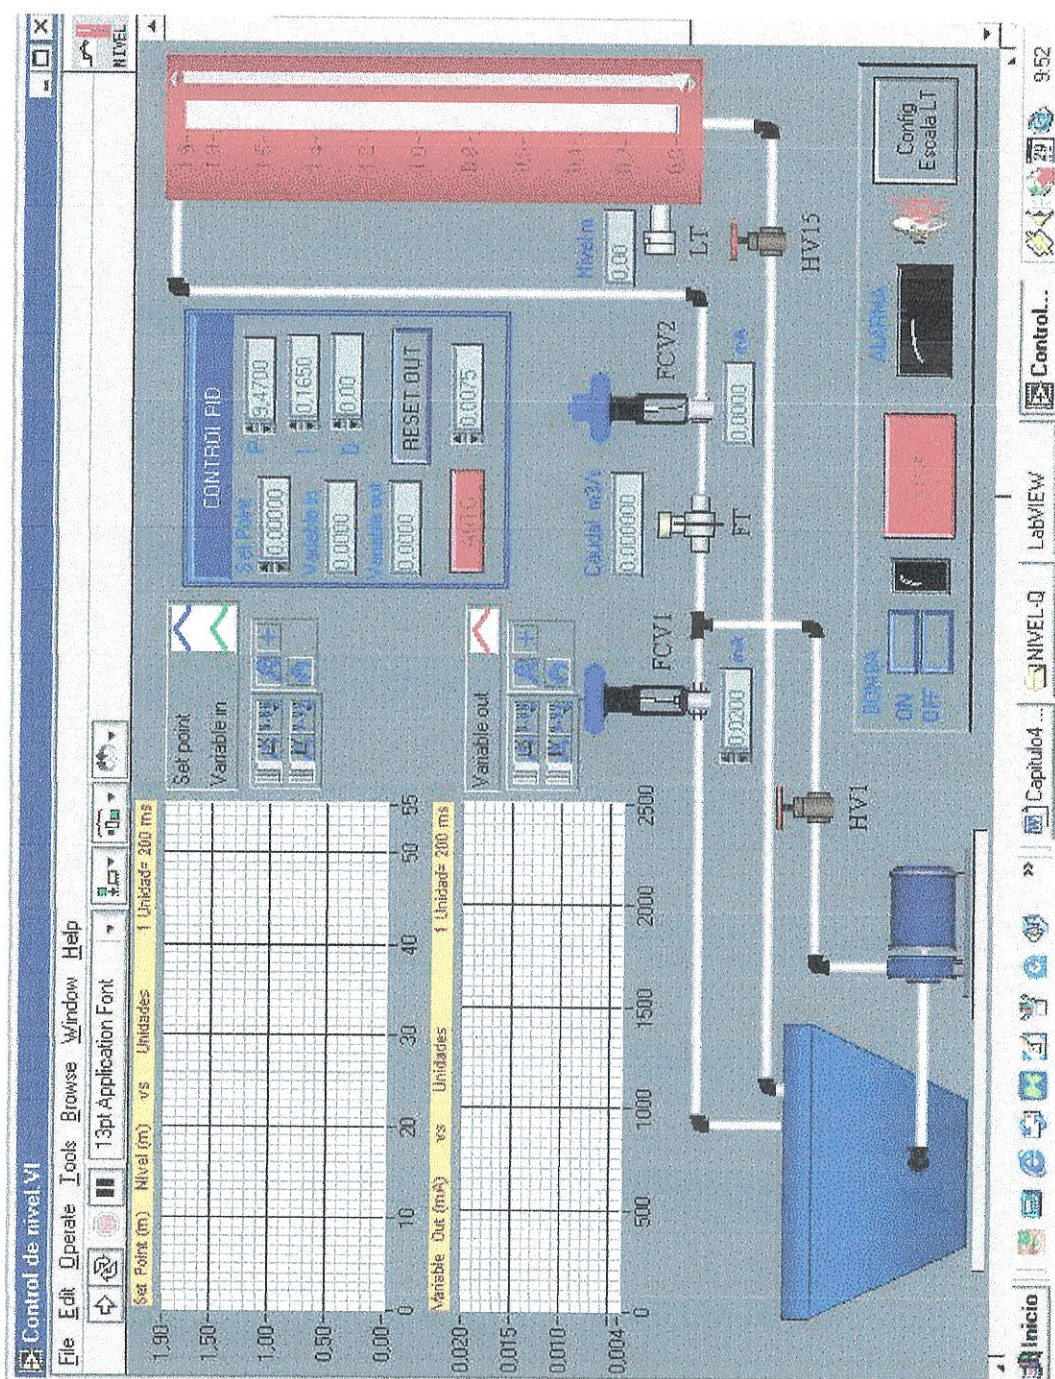 Control de nivel.VI
File Edit Operate Tools Browse Window Help
13pt Application Font
NIVEL
Set Point (m) Nivel (m) vs Unidades 1 Unidad= 200 ms
1,90
1,50
1,00
0,50
0,00
0 10 20 30 40 50 55
Set point
Variable in
Variable Out (mA) vs Unidades 1 Unidad= 200 ms
0,020
0,015
0,010
0,004
0 500 1000 1500 2000 2500
Variable out
CONTROL PID
Set Point
0,00000
P
9,4700
Variable in
0,0000
I
0,1650
Variable out
0,0000
D
0,00
RESET OUT
AUTO
0,0075
Nivel m
0,00
LT
FCV1
0,0200
mA
Caudal m3/s
0,000000
FT
FCV2
0,0000
mA
HV15
HV1
BOMBA
ON
OFF
ALARMA
Config
Escala LT
Inicio
Capitulo4 ...
NIVEL-Q
LabVIEW
Control...
29
9:52